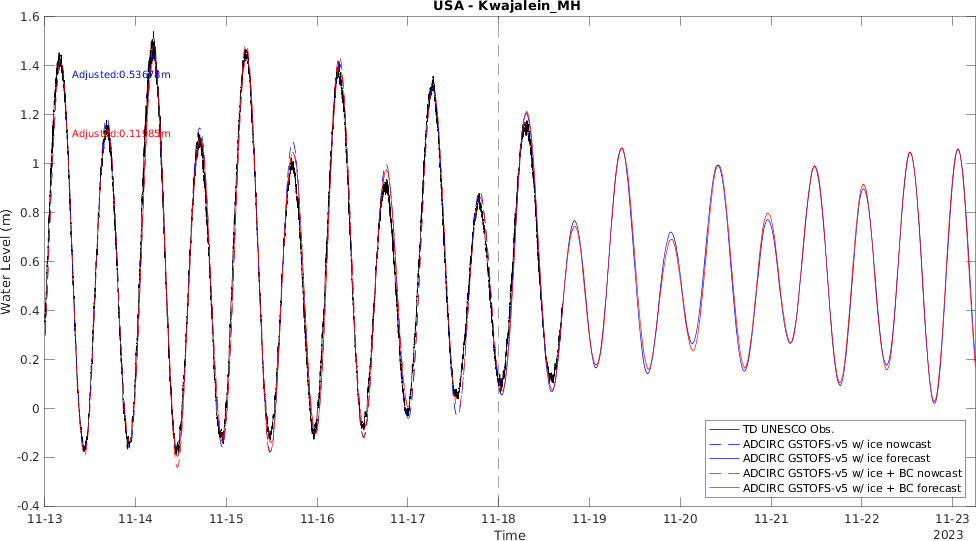 USA - Kwajalein_MH
1.6
1.4
1.2
1
0.8
0.6
0.4
0.2
0
-0.2
-0.4
Water Level (m)
Adjusted:0.53673m
Adjusted:0.11985m
TD UNESCO Obs.
ADCIRC GSTOFS-v5 w/ ice nowcast
ADCIRC GSTOFS-v5 w/ ice forecast
ADCIRC GSTOFS-v5 w/ ice + BC nowcast
ADCIRC GSTOFS-v5 w/ ice + BC forecast
11-13 11-14 11-15 11-16 11-17 11-18 11-19 11-20 11-21 11-22 11-23
Time
2023